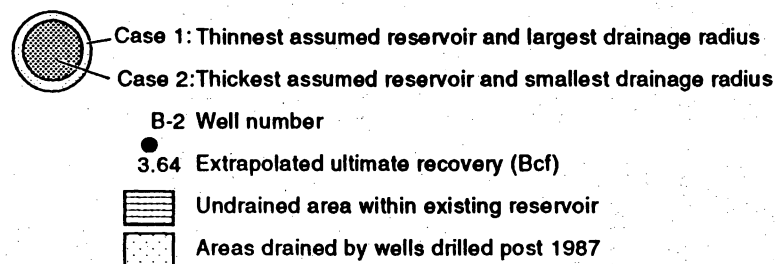 Case 1: Thinnest assumed reservoir and largest drainage radius
Case 2:Thickest assumed reservoir and smallest drainage radius
B-2 Well number
3.64 Extrapolated ultimate recovery (Bcf)
Undrained area within existing reservoir
Areas drained by wells drilled post 1987